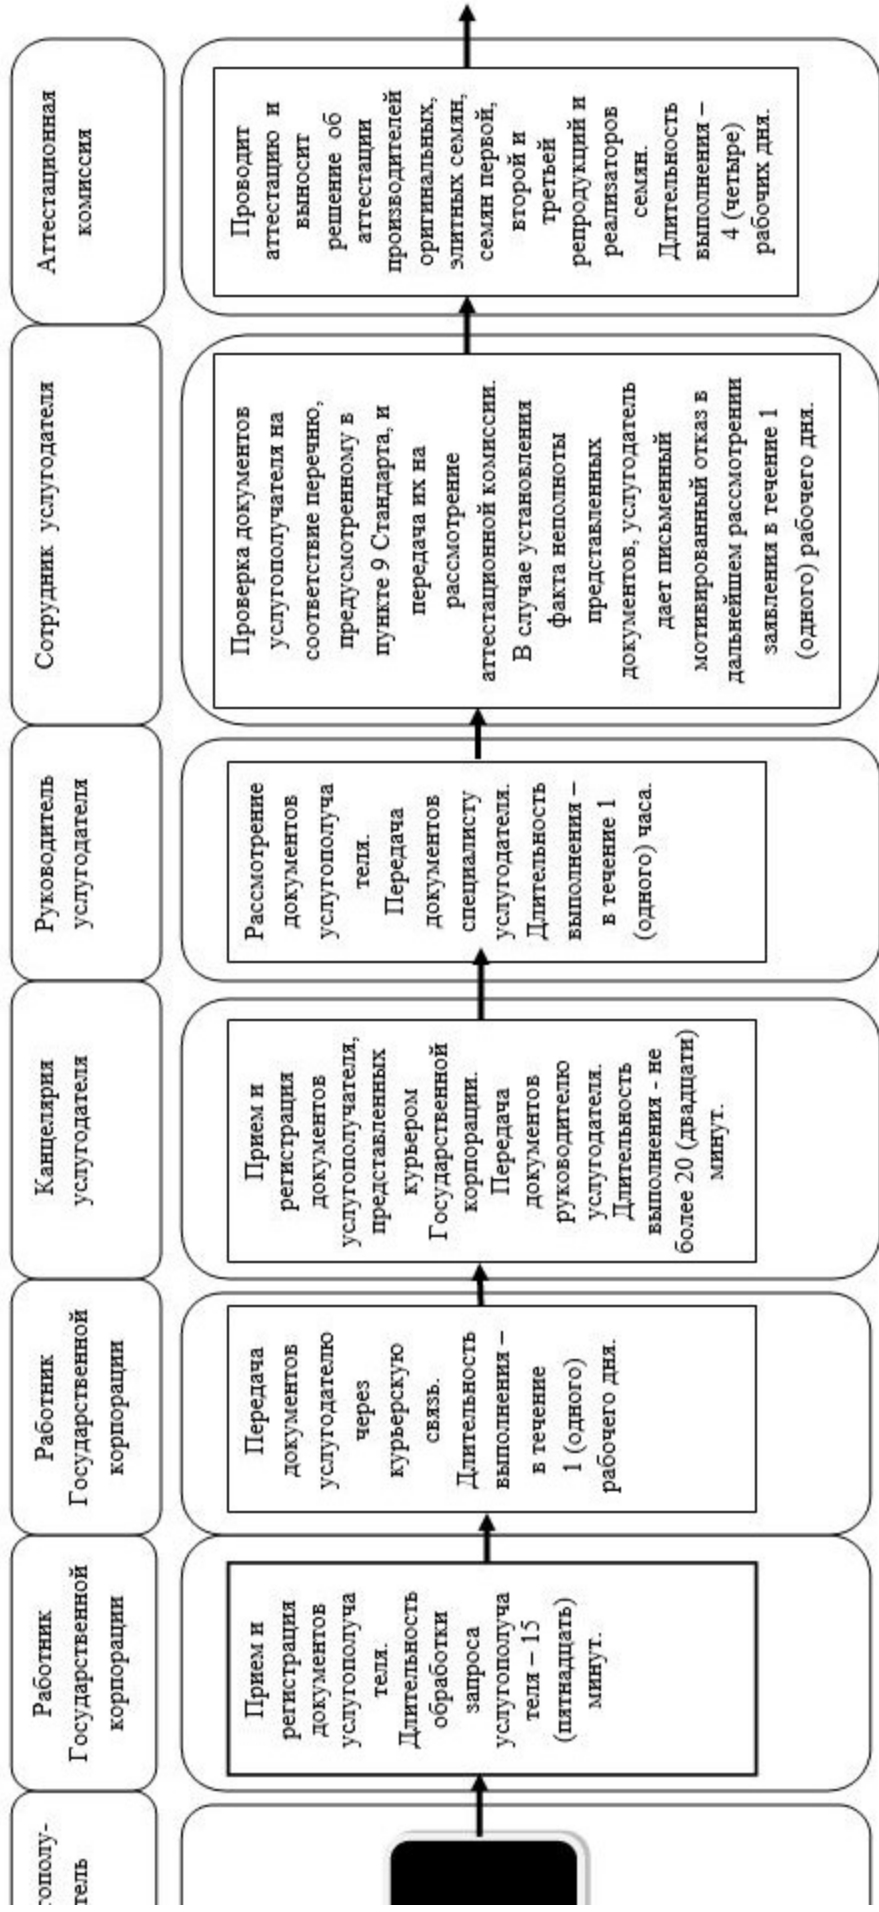 гополу-
тель
Работник
Государственной
корпорации
Прием и
регистрация
документов
услугополуча
теля.
Длительность
обработки
запроса
услугополуча
теля – 15
(пятнадцать)
минут.
Работник
Государственной
корпорации
Передача
документов
услугодателю
через
курьерскую
связь.
Длительность
выполнения –
в течение
1 (одного)
рабочего дня.
Канцелярия
услугодателя
Прием и
регистрация
документов
услугополучателя,
представленных
курьером
Государственной
корпорации.
Передача
документов
руководителю
услугодателя.
Длительность
выполнения - не
более 20 (двадцати)
минут.
Руководитель
услугодателя
Рассмотрение
документов
услугополуча
теля.
Передача
документов
специалисту
услугодателя.
Длительность
выполнения –
в течение 1
(одного) часа.
Сотрудник услугодателя
Проверка документов
услугополучателя на
соответствие перечню,
предусмотренному в
пункте 9 Стандарта, и
передача их на
рассмотрение
аттестационной комиссии.
В случае установления
факта неполноты
представленных
документов, услугодатель
дает письменный
мотивированный отказ в
дальнейшем рассмотрении
заявления в течение 1
(одного) рабочего дня.
Аттестационная
комиссия
Проводит
аттестацию и
выносит
решение об
аттестации
производителей
оригинальных,
элитных семян,
семян первой,
второй и
третьей
репродукций и
реализаторов
семян.
Длительность
выполнения –
4 (четыре)
рабочих дня.